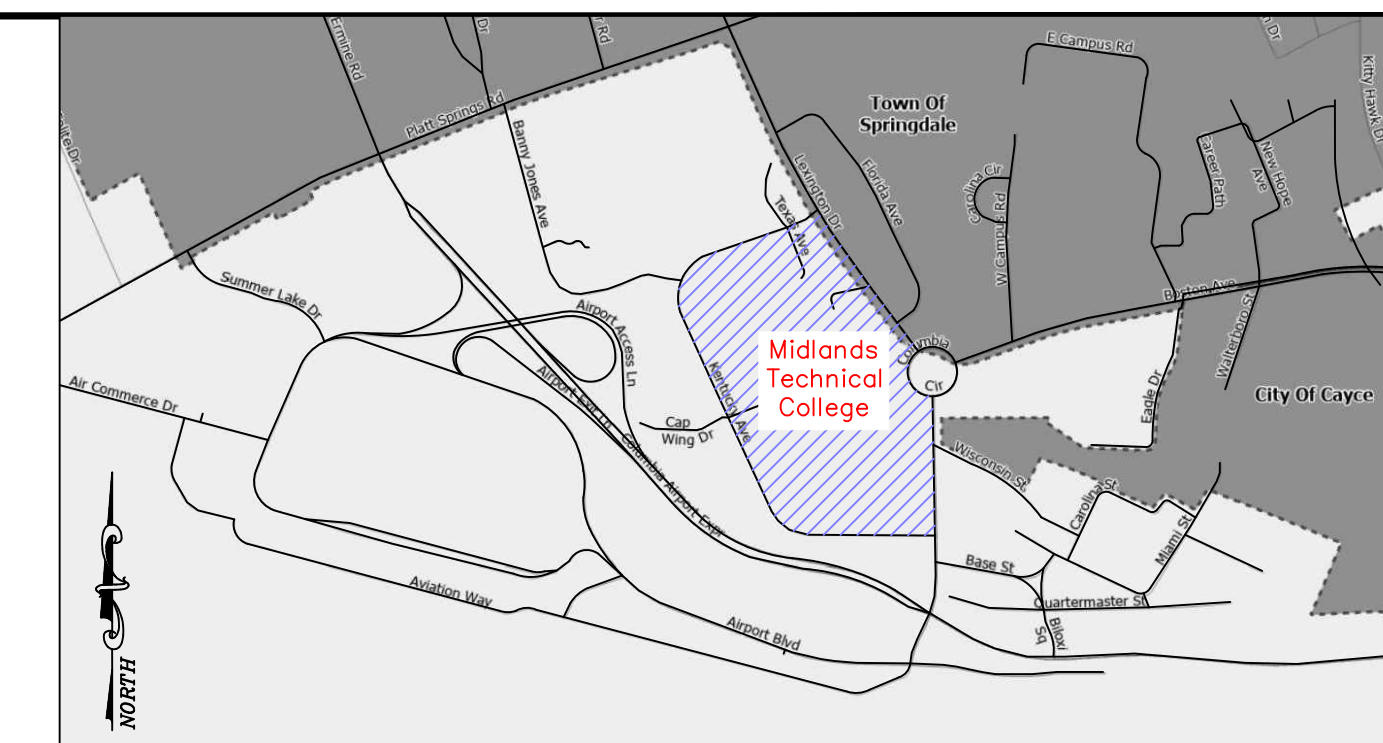 Ermine Rd
Dr
Rd
E Campus Rd
Dr
Kitty Hawk Dr
Platt Springs Rd
Town Of
Springdale
Banny Jones Ave
Lexington Dr
Florida Ave
Carolina Cir
W Campus Rd
Career Path
New Hope
Ave
Texas Ave
Summer Lake Dr
Airport Access Ln
Boston Ave
Walterboro St
Columbia
Cir
Midlands
Technical
College
Air Commerce Dr
Airport Exit Ln
Kentucky Ave
Eagle Dr
City Of Cayce
Cap
Wing Dr
Columbia Airport Expr
Wisconsin St
Carolina St
Miami St
Base St
Quartermaster St
Biloxi
Sq
Aviation Way
Airport Blvd
NORTH